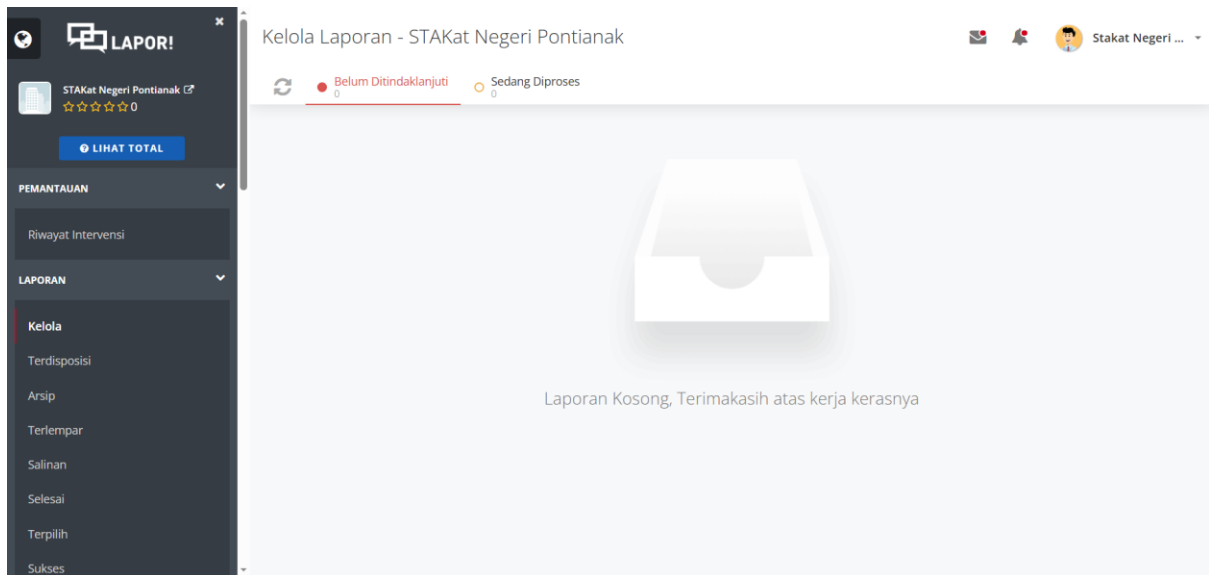 LAPOR!
STAKat Negeri Pontianak
0
LIHAT TOTAL
PEMANTAUAN
Riwayat Intervensi
LAPORAN
Kelola
Terdisposisi
Arsip
Terlempar
Salinan
Selesai
Terpilih
Sukses
Kelola Laporan - STAKat Negeri Pontianak
Stakat Negeri ...
Belum Ditindaklanjuti
0
Sedang Diproses
0
Laporan Kosong, Terimakasih atas kerja kerasnya